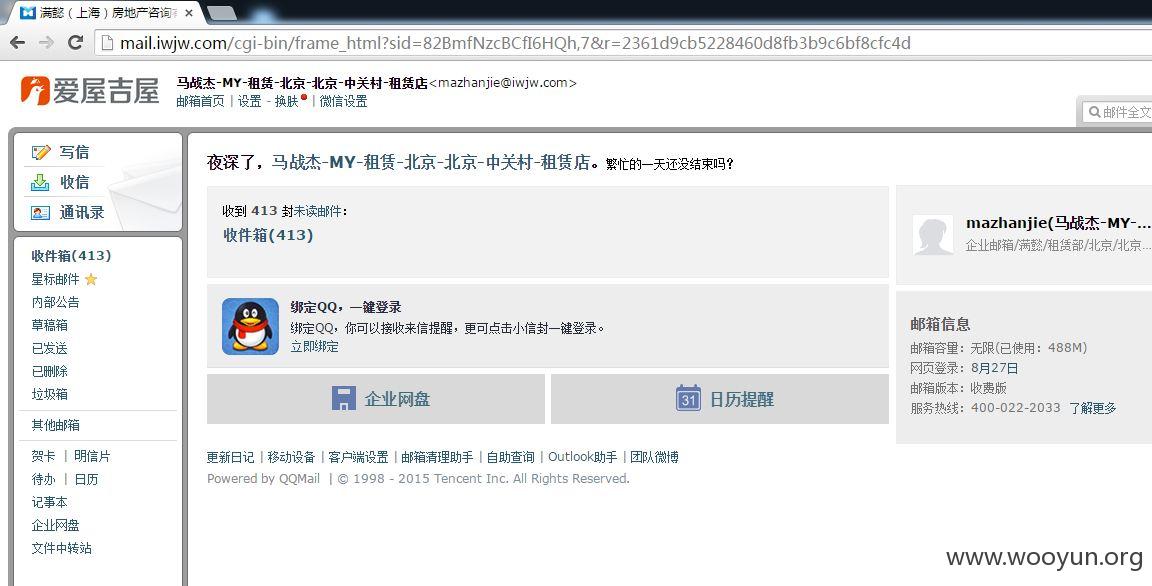 满懿（上海）房地产咨询
mail.iwjw.com/cgi-bin/frame_html?sid=82BmfNzcBCfI6HQh,7&r=2361d9cb5228460d8fb3b9c6bf8cfc4d
爱屋吉屋
马战杰-MY-租赁-北京-北京-中关村-租赁店<mazhanjie@iwjw.com>
邮箱首页 | 设置 - 换肤 | 微信设置
邮件全文
写信
收信
通讯录
收件箱(413)
星标邮件
内部公告
草稿箱
已发送
已删除
垃圾箱
其他邮箱
贺卡 | 明信片
待办 | 日历
记事本
企业网盘
文件中转站
夜深了，马战杰-MY-租赁-北京-北京-中关村-租赁店。繁忙的一天还没结束吗？
收到 413 封未读邮件：
收件箱(413)
绑定QQ，一键登录
绑定QQ，你可以接收来信提醒，更可点击小信封一键登录。
立即绑定
企业网盘
31 日历提醒
mazhanjie(马战杰-MY-...
企业邮箱/满懿/租赁部/北京/北京...
邮箱信息
邮箱容量：无限(已使用：488M)
网页登录：8月27日
邮箱版本：收费版
服务热线：400-022-2033 了解更多
更新日记 | 移动设备 | 客户端设置 | 邮箱清理助手 | 自助查询 | Outlook助手 | 团队微博
Powered by QQMail | © 1998 - 2015 Tencent Inc. All Rights Reserved.
www.wooyun.org